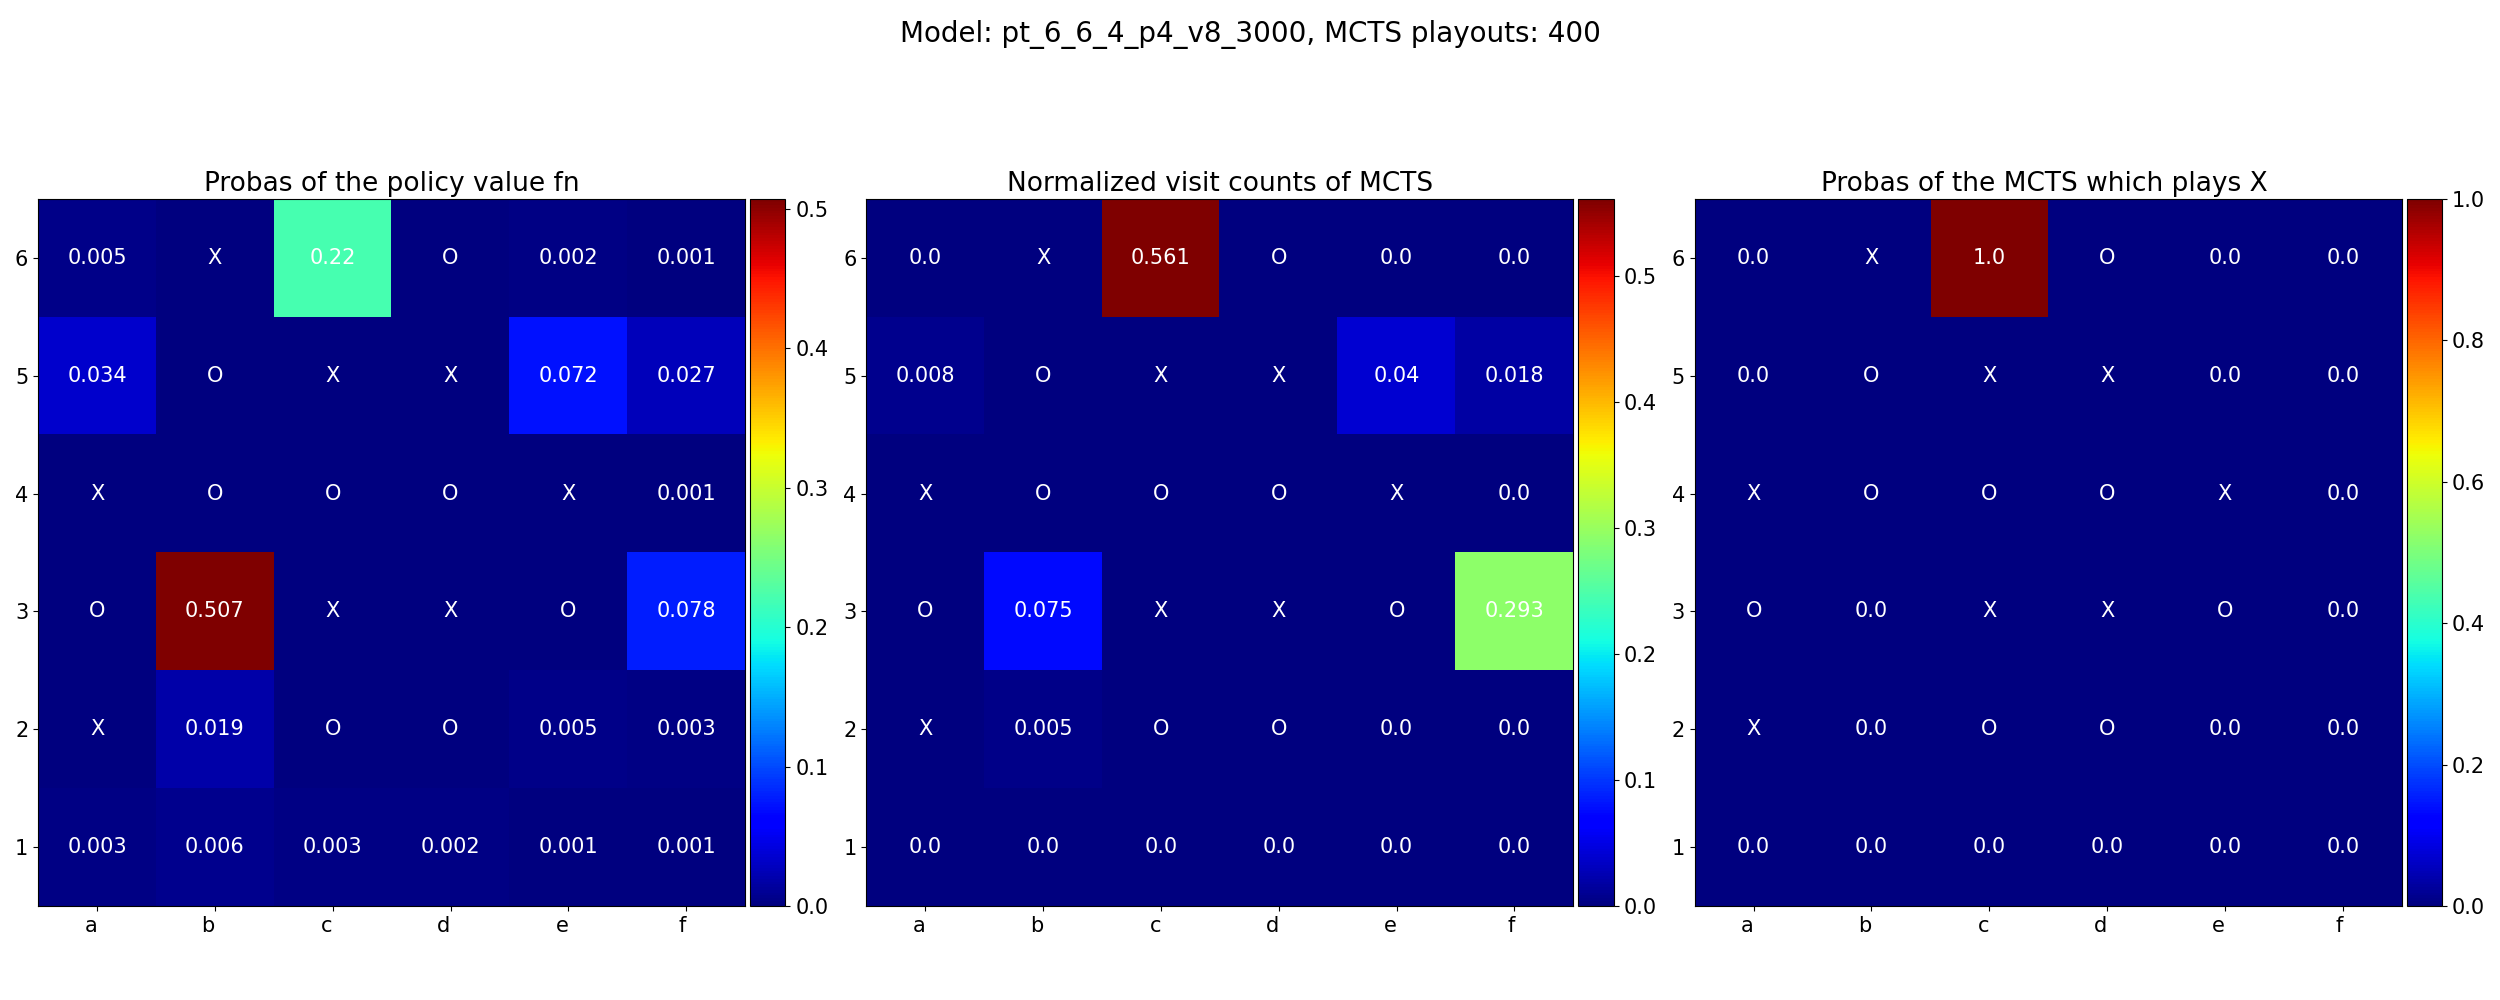 Model: pt_6_6_4_p4_v8_3000, MCTS playouts: 400
Probas of the policy value fn
6 0.005 X 0.22 O 0.002 0.001
5 0.034 O X X 0.072 0.027
4 X O O O X 0.001
3 O 0.507 X X O 0.078
2 X 0.019 O O 0.005 0.003
1 0.003 0.006 0.003 0.002 0.001 0.001
a b c d e f
0.5
0.4
0.3
0.2
0.1
0.0
Normalized visit counts of MCTS
6 0.0 X 0.561 O 0.0 0.0
5 0.008 O X X 0.04 0.018
4 X O O O X 0.0
3 O 0.075 X X O 0.293
2 X 0.005 O O 0.0 0.0
1 0.0 0.0 0.0 0.0 0.0 0.0
a b c d e f
0.5
0.4
0.3
0.2
0.1
0.0
Probas of the MCTS which plays X
6 0.0 X 1.0 O 0.0 0.0
5 0.0 O X X 0.0 0.0
4 X O O O X 0.0
3 O 0.0 X X O 0.0
2 X 0.0 O O 0.0 0.0
1 0.0 0.0 0.0 0.0 0.0 0.0
a b c d e f
1.0
0.8
0.6
0.4
0.2
0.0